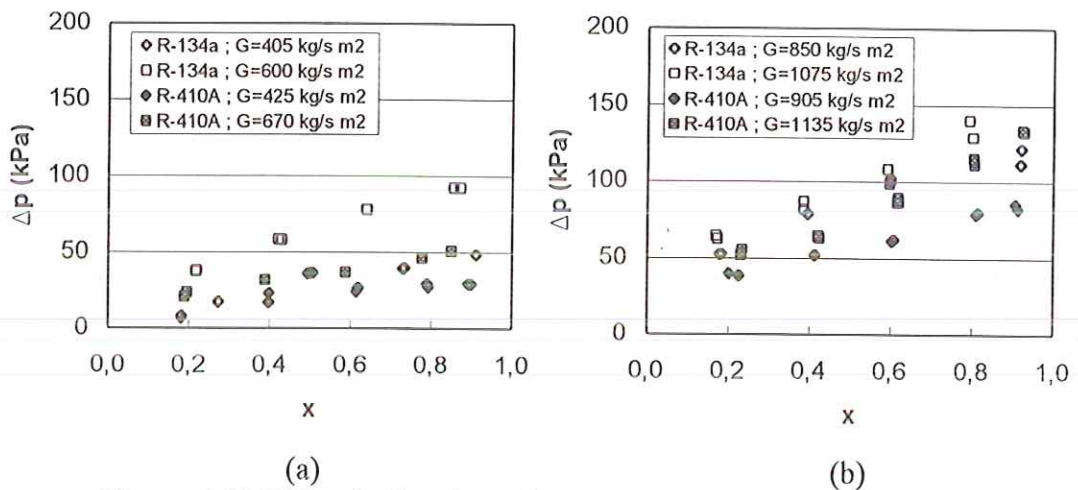 200
150
100
50
0
Δp (kPa)
R-134a ; G=405 kg/s m2
R-134a ; G=600 kg/s m2
R-410A ; G=425 kg/s m2
R-410A ; G=670 kg/s m2
0,0 0,2 0,4 0,6 0,8 1,0
x
(a)
200
150
100
50
0
Δp (kPa)
R-134a ; G=850 kg/s m2
R-134a ; G=1075 kg/s m2
R-410A ; G=905 kg/s m2
R-410A ; G=1135 kg/s m2
0,0 0,2 0,4 0,6 0,8 1,0
x
(b)